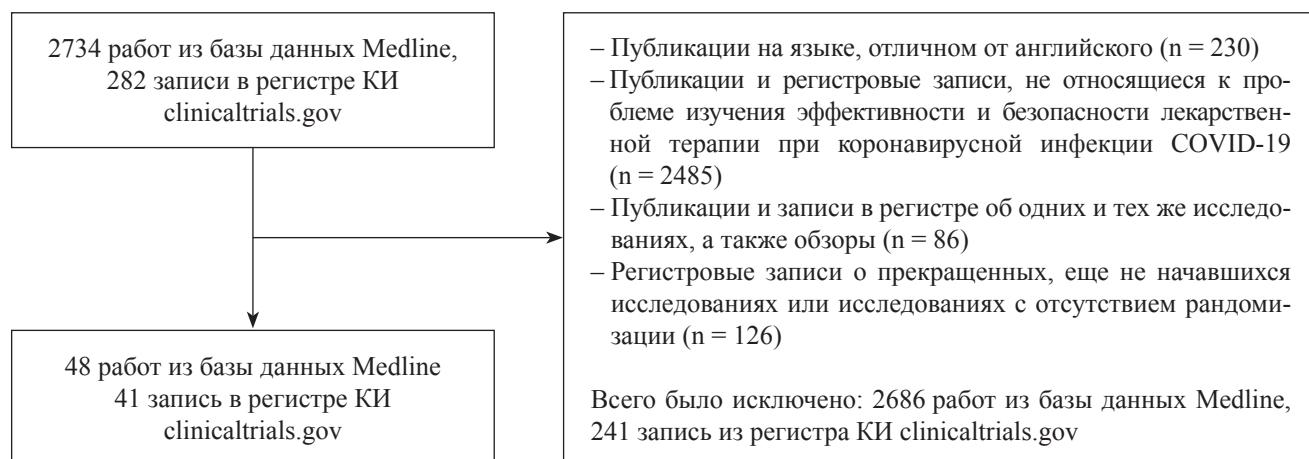 2734 работ из базы данных Medline,
282 записи в регистре КИ
clinicaltrials.gov
– Публикации на языке, отличном от английского (n = 230)
– Публикации и регистровые записи, не относящиеся к про-
блеме изучения эффективности и безопасности лекарствен-
ной терапии при коронавирусной инфекции COVID-19
(n = 2485)
– Публикации и записи в регистре об одних и тех же исследо-
ваниях, а также обзоры (n = 86)
– Регистровые записи о прекращенных, еще не начавшихся
исследованиях или исследованиях с отсутствием рандоми-
зации (n = 126)
Всего было исключено: 2686 работ из базы данных Medline,
241 запись из регистра КИ clinicaltrials.gov
48 работ из базы данных Medline
41 запись в регистре КИ
clinicaltrials.gov